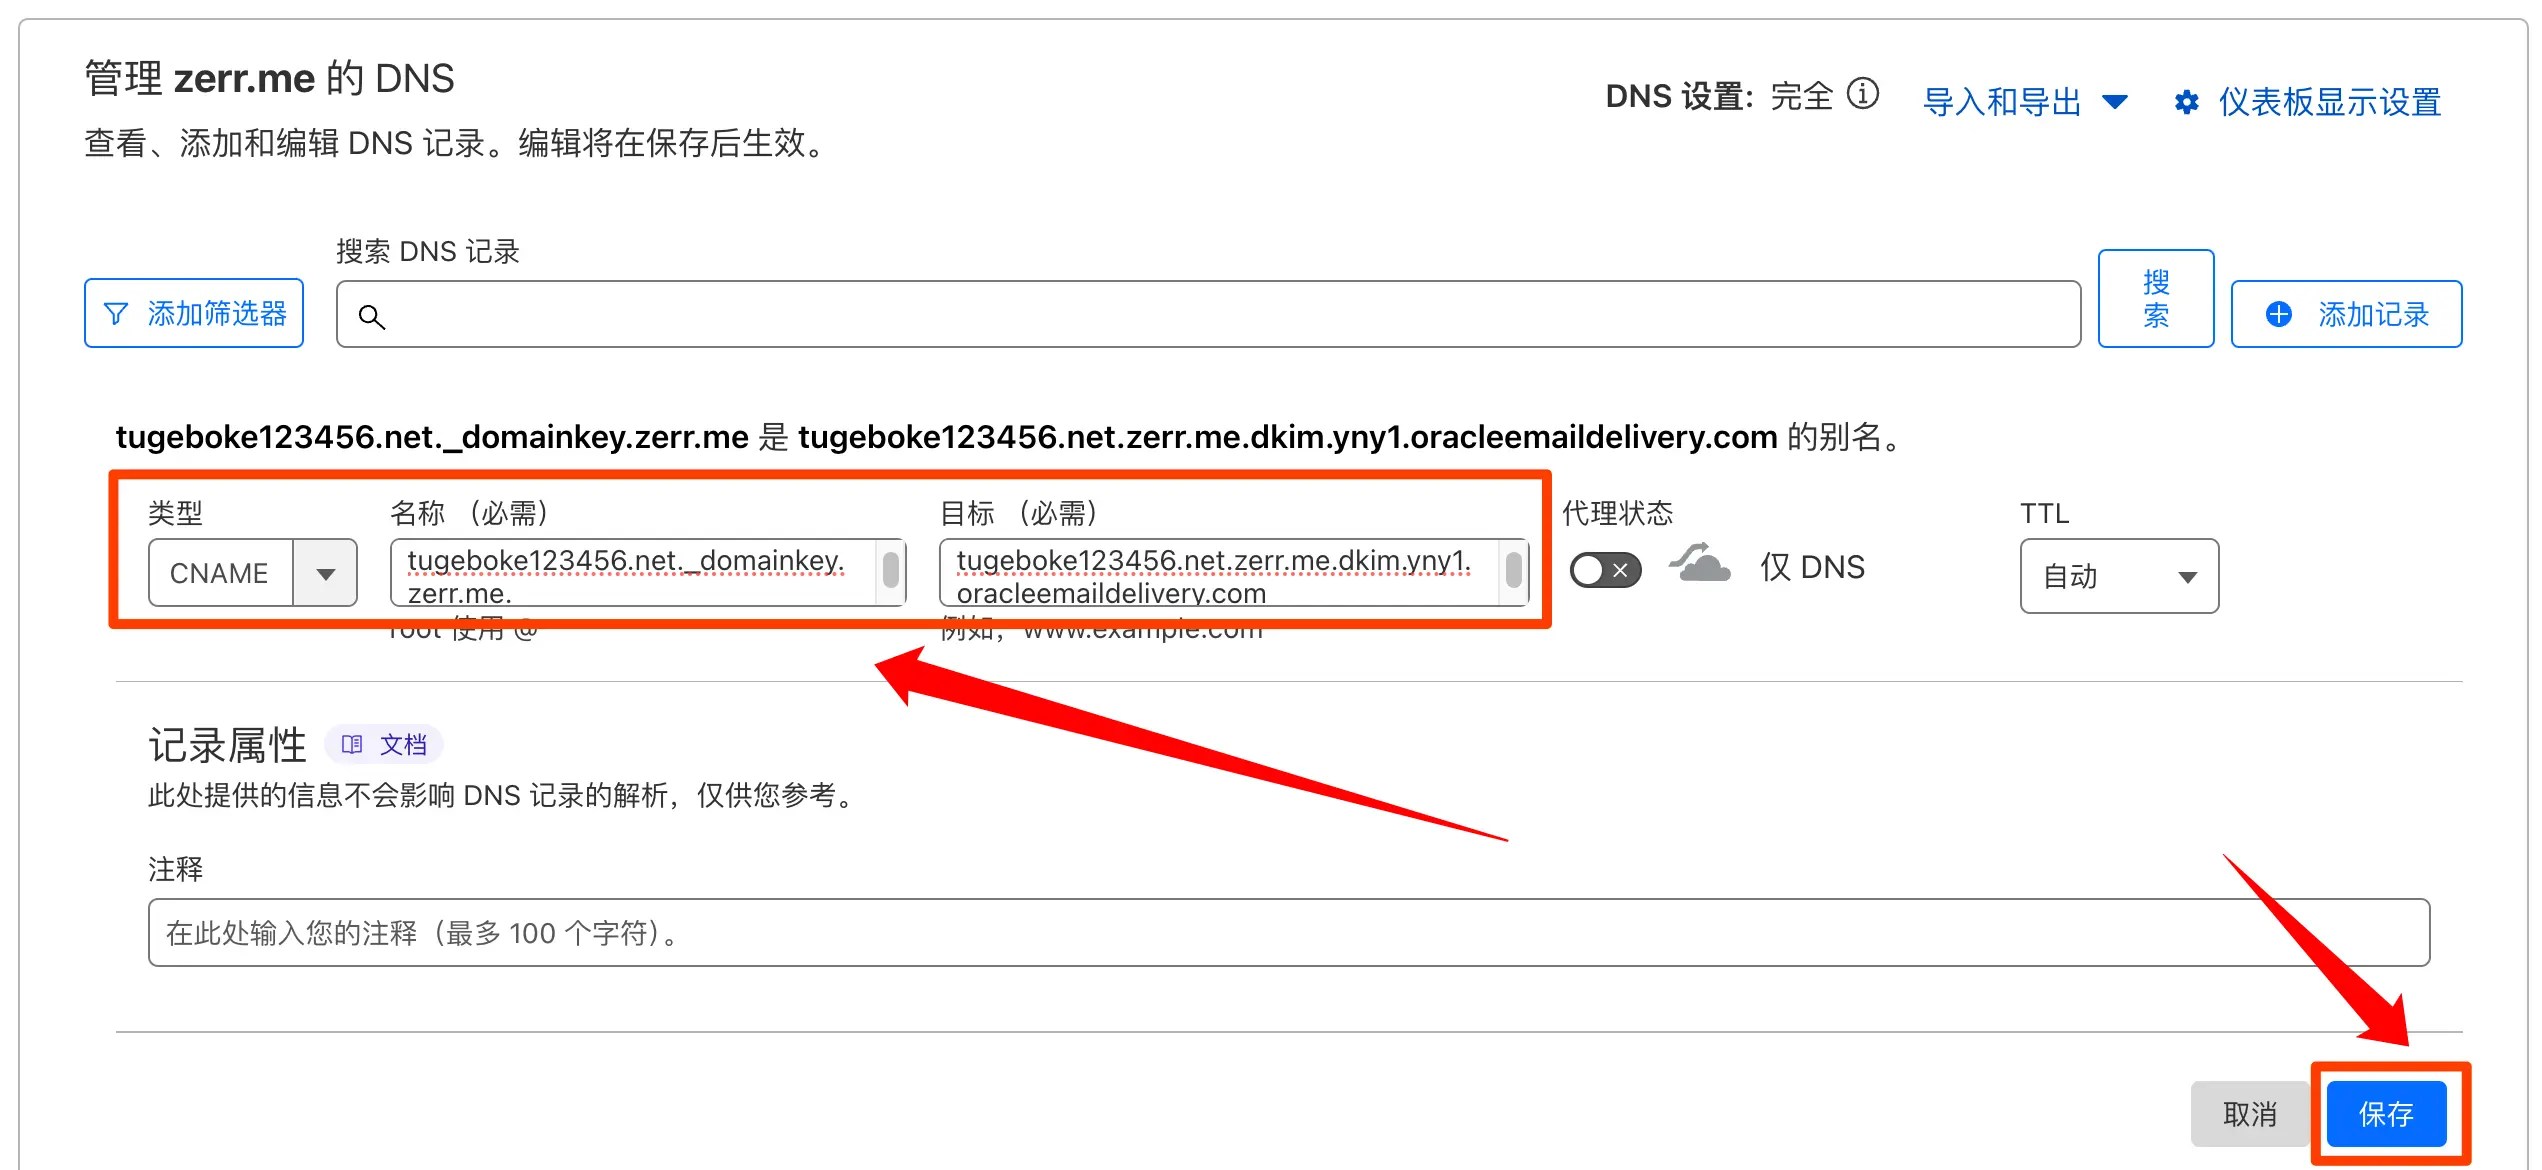 管理 zerr.me 的 DNS
DNS 设置: 完全
导入和导出
仪表板显示设置
查看、添加和编辑 DNS 记录。编辑将在保存后生效。
搜索 DNS 记录
添加筛选器
搜
索
添加记录
tugeboke123456.net._domainkey.zerr.me 是 tugeboke123456.net.zerr.me.dkim.yny1.oracleemaildelivery.com 的别名。
类型
名称 （必需）
目标 （必需）
代理状态
TTL
CNAME
tugeboke123456.net._domainkey.
zerr.me.
tugeboke123456.net.zerr.me.dkim.yny1.
oracleemaildelivery.com
仅 DNS
自动
root 使用 @
例如，www.example.com
记录属性
文档
此处提供的信息不会影响 DNS 记录的解析，仅供您参考。
注释
在此处输入您的注释（最多 100 个字符）。
取消
保存